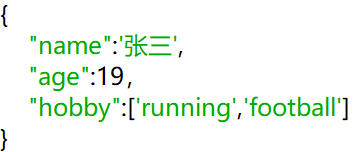 {
"name":'张三',
"age":19,
"hobby":['running','football']
}